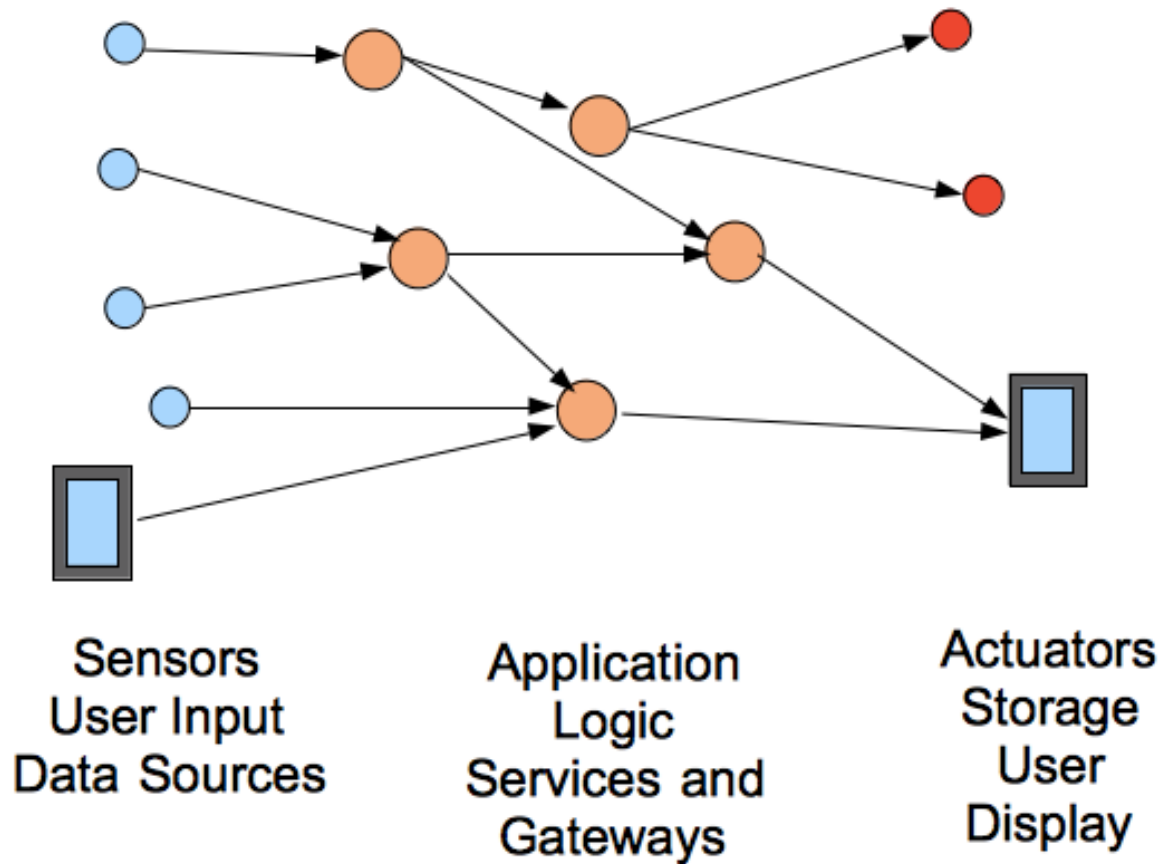 Sensors
User Input
Data Sources
Application
Logic
Services and
Gateways
Actuators
Storage
User
Display